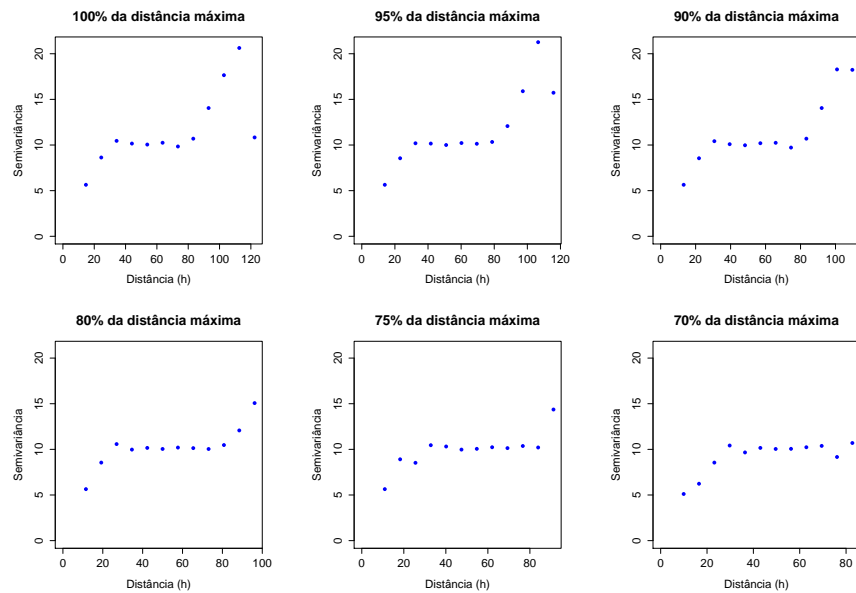 100% da distância máxima
Semivariância
0 5 10 15 20
0 20 40 60 80 100 120
Distância (h)
95% da distância máxima
Semivariância
0 5 10 15 20
0 20 40 60 80 100 120
Distância (h)
90% da distância máxima
Semivariância
0 5 10 15 20
0 20 40 60 80 100
Distância (h)
80% da distância máxima
Semivariância
0 5 10 15 20
0 20 40 60 80 100
Distância (h)
75% da distância máxima
Semivariância
0 5 10 15 20
0 20 40 60 80
Distância (h)
70% da distância máxima
Semivariância
0 5 10 15 20
0 20 40 60 80
Distância (h)